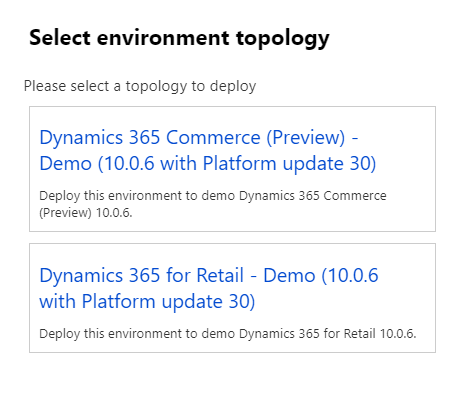 Select environment topology
Please select a topology to deploy
Dynamics 365 Commerce (Preview) -
Demo (10.0.6 with Platform update 30)
Deploy this environment to demo Dynamics 365 Commerce
(Preview) 10.0.6.
Dynamics 365 for Retail - Demo (10.0.6
with Platform update 30)
Deploy this environment to demo Dynamics 365 for Retail 10.0.6.